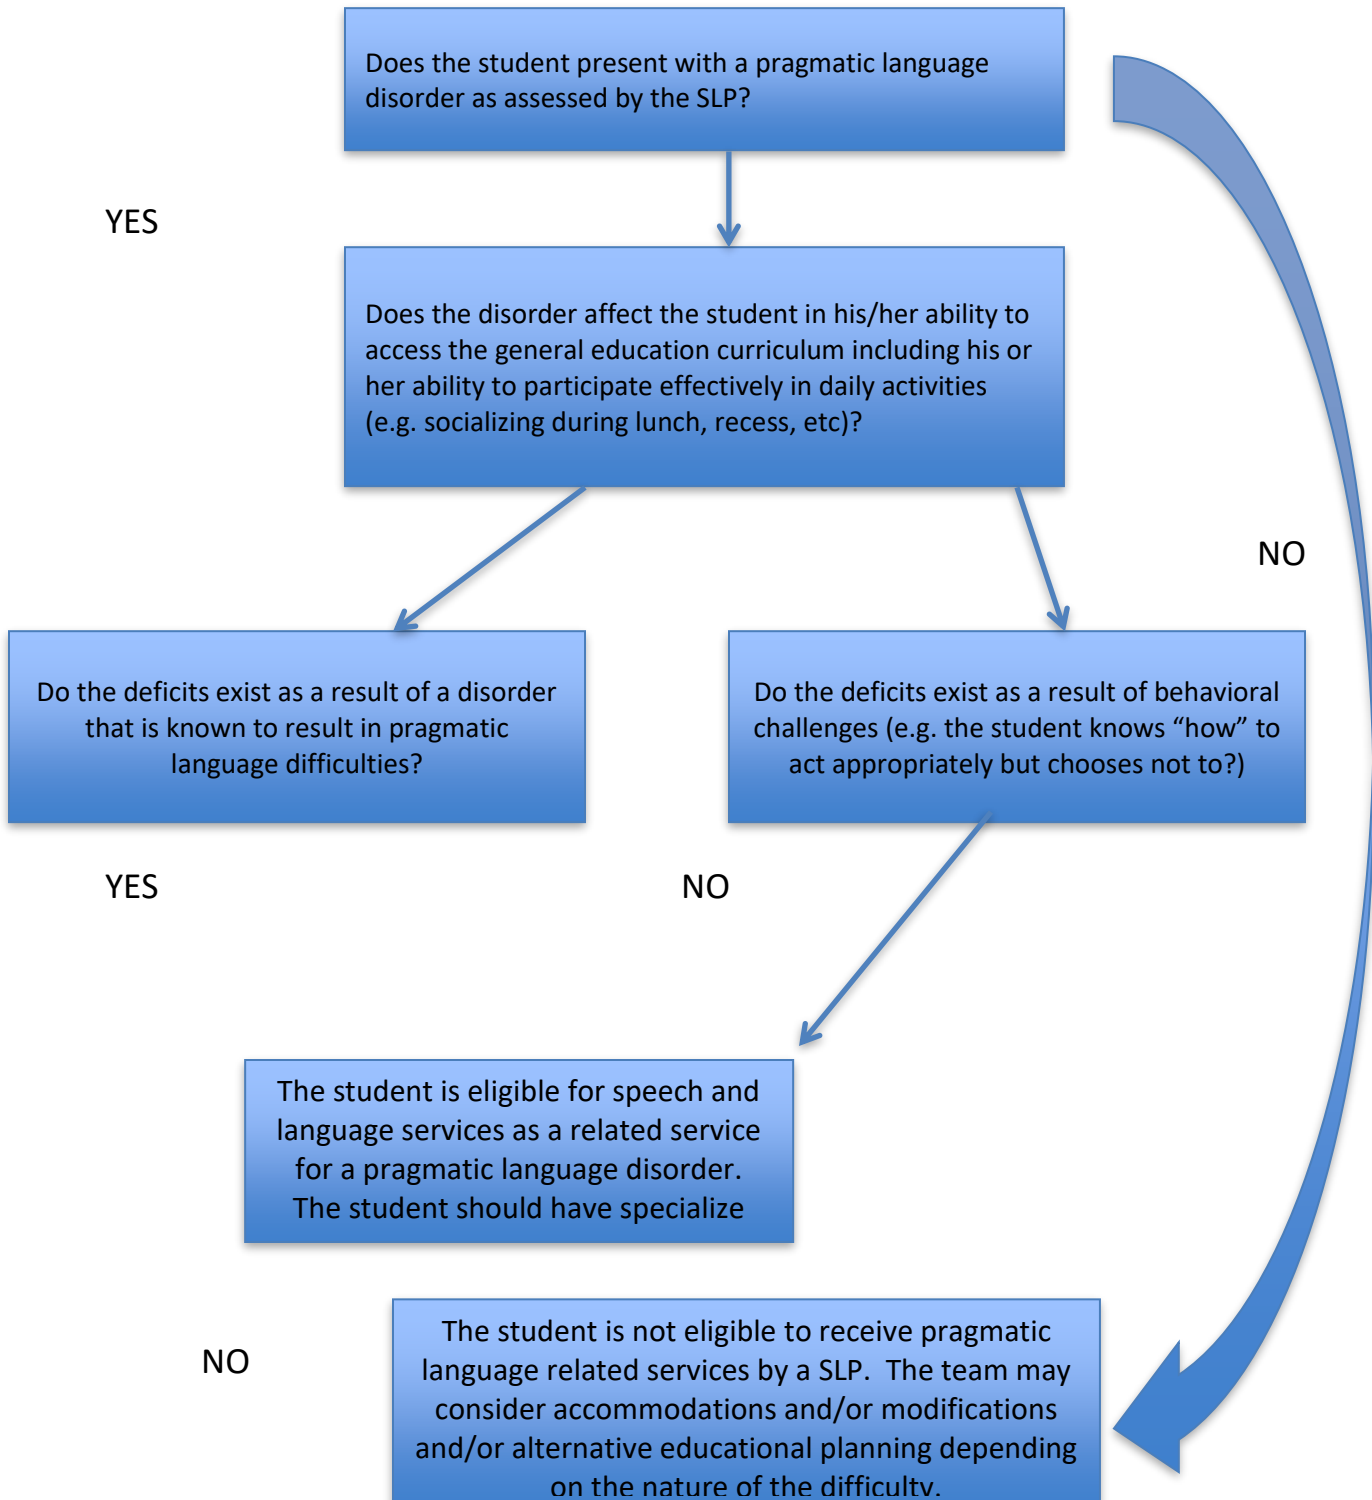 Does the student present with a pragmatic language
disorder as assessed by the SLP?
YES
Does the disorder affect the student in his/her ability to
access the general education curriculum including his or
her ability to participate effectively in daily activities
(e.g. socializing during lunch, recess, etc)?
NO
Do the deficits exist as a result of a disorder
that is known to result in pragmatic
language difficulties?
Do the deficits exist as a result of behavioral
challenges (e.g. the student knows “how” to
act appropriately but chooses not to?)
YES
NO
The student is eligible for speech and
language services as a related service
for a pragmatic language disorder.
The student should have specialize
NO
The student is not eligible to receive pragmatic
language related services by a SLP.  The team may
consider accommodations and/or modifications
and/or alternative educational planning depending
on the nature of the difficulty.